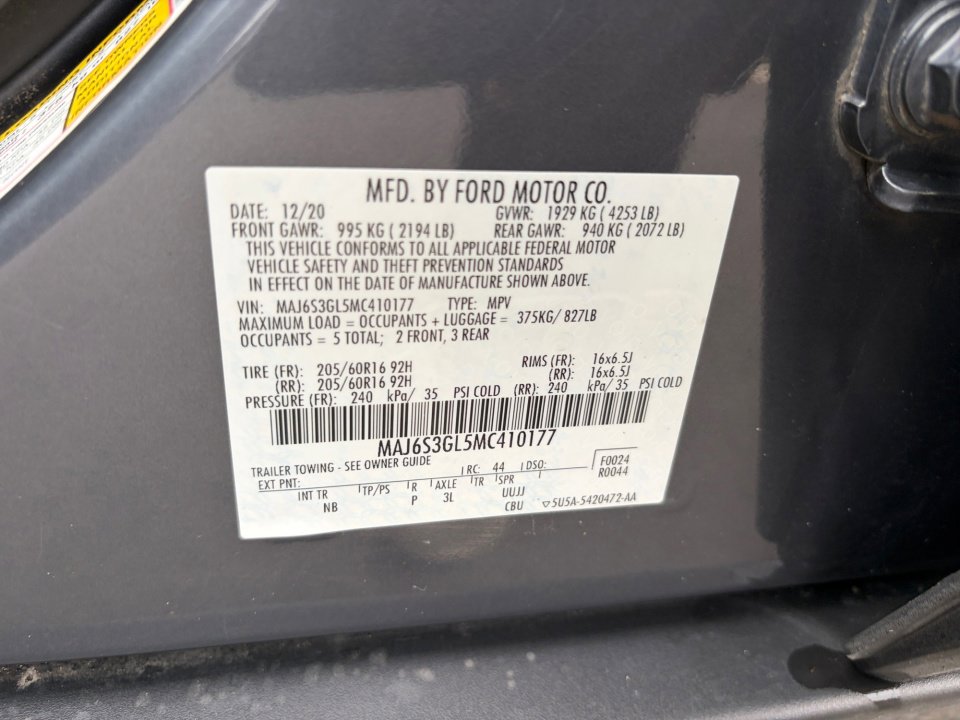 MFD. BY FORD MOTOR CO.
DATE: 12/20 GVWR: 1929 KG ( 4253 LB)
FRONT GAWR: 995 KG ( 2194 LB) REAR GAWR: 940 KG ( 2072 LB)
THIS VEHICLE CONFORMS TO ALL APPLICABLE FEDERAL MOTOR
VEHICLE SAFETY AND THEFT PREVENTION STANDARDS
IN EFFECT ON THE DATE OF MANUFACTURE SHOWN ABOVE.
VIN: MAJ6S3GL5MC410177 TYPE: MPV
MAXIMUM LOAD = OCCUPANTS + LUGGAGE = 375KG/ 827LB
OCCUPANTS = 5 TOTAL; 2 FRONT, 3 REAR
TIRE (FR): 205/60R16 92H RIMS (FR): 16x6.5J
(RR): 205/60R16 92H (RR): 16x6.5J
PRESSURE (FR): 240 kPa/ 35 PSI COLD (RR): 240 kPa/ 35 PSI COLD
MAJ6S3GL5MC410177
TRAILER TOWING - SEE OWNER GUIDE
EXT PNT: RC: 44 DSO: F0024
R0044
INT TR TP/PS R AXLE TR SPR
NB P 3L UUJJ
CBU 5U5A-5420472-AA